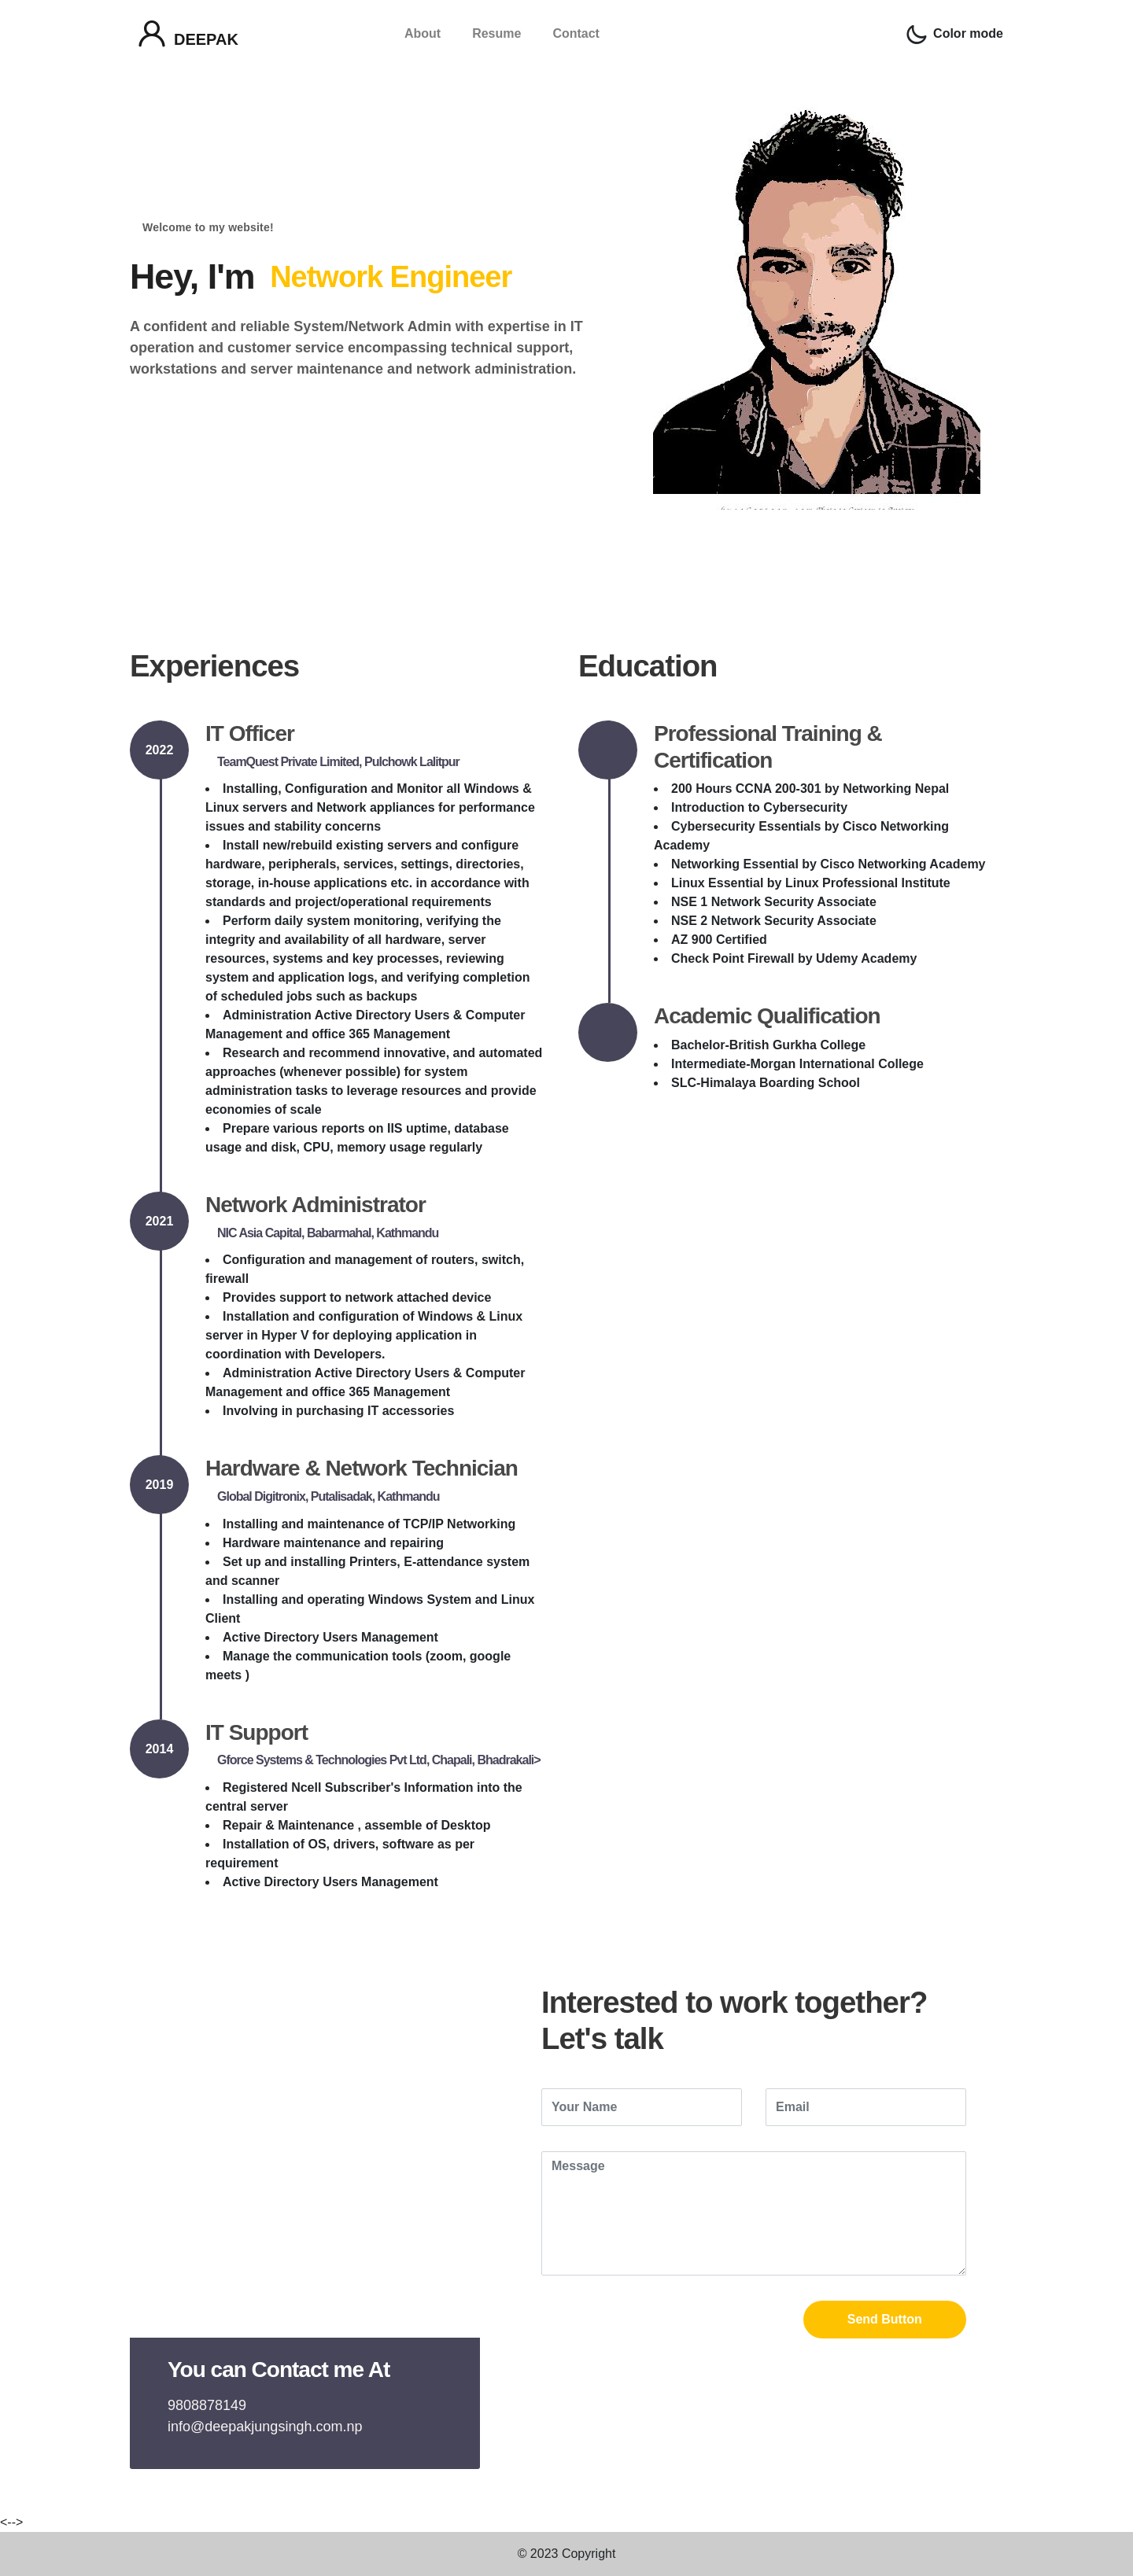 DEEPAK
About
Resume
Contact
Color mode
Welcome to my website!
Hey, I'm Network Engineer
A confident and reliable System/Network Admin with expertise in IT
operation and customer service encompassing technical support,
workstations and server maintenance and network administration.
Experiences
2022
IT Officer
TeamQuest Private Limited, Pulchowk Lalitpur
• Installing, Configuration and Monitor all Windows &
Linux servers and Network appliances for performance
issues and stability concerns
• Install new/rebuild existing servers and configure
hardware, peripherals, services, settings, directories,
storage, in-house applications etc. in accordance with
standards and project/operational requirements
• Perform daily system monitoring, verifying the
integrity and availability of all hardware, server
resources, systems and key processes, reviewing
system and application logs, and verifying completion
of scheduled jobs such as backups
• Administration Active Directory Users & Computer
Management and office 365 Management
• Research and recommend innovative, and automated
approaches (whenever possible) for system
administration tasks to leverage resources and provide
economies of scale
• Prepare various reports on IIS uptime, database
usage and disk, CPU, memory usage regularly
2021
Network Administrator
NIC Asia Capital, Babarmahal, Kathmandu
• Configuration and management of routers, switch,
firewall
• Provides support to network attached device
• Installation and configuration of Windows & Linux
server in Hyper V for deploying application in
coordination with Developers.
• Administration Active Directory Users & Computer
Management and office 365 Management
• Involving in purchasing IT accessories
2019
Hardware & Network Technician
Global Digitronix, Putalisadak, Kathmandu
• Installing and maintenance of TCP/IP Networking
• Hardware maintenance and repairing
• Set up and installing Printers, E-attendance system
and scanner
• Installing and operating Windows System and Linux
Client
• Active Directory Users Management
• Manage the communication tools (zoom, google
meets )
2014
IT Support
Gforce Systems & Technologies Pvt Ltd, Chapali, Bhadrakali>
• Registered Ncell Subscriber's Information into the
central server
• Repair & Maintenance , assemble of Desktop
• Installation of OS, drivers, software as per
requirement
• Active Directory Users Management
Education
Professional Training &
Certification
• 200 Hours CCNA 200-301 by Networking Nepal
• Introduction to Cybersecurity
• Cybersecurity Essentials by Cisco Networking
Academy
• Networking Essential by Cisco Networking Academy
• Linux Essential by Linux Professional Institute
• NSE 1 Network Security Associate
• NSE 2 Network Security Associate
• AZ 900 Certified
• Check Point Firewall by Udemy Academy
Academic Qualification
• Bachelor-British Gurkha College
• Intermediate-Morgan International College
• SLC-Himalaya Boarding School
Interested to work together?
Let's talk
Your Name
Email
Message
Send Button
You can Contact me At
9808878149
info@deepakjungsingh.com.np
<-->
© 2023 Copyright